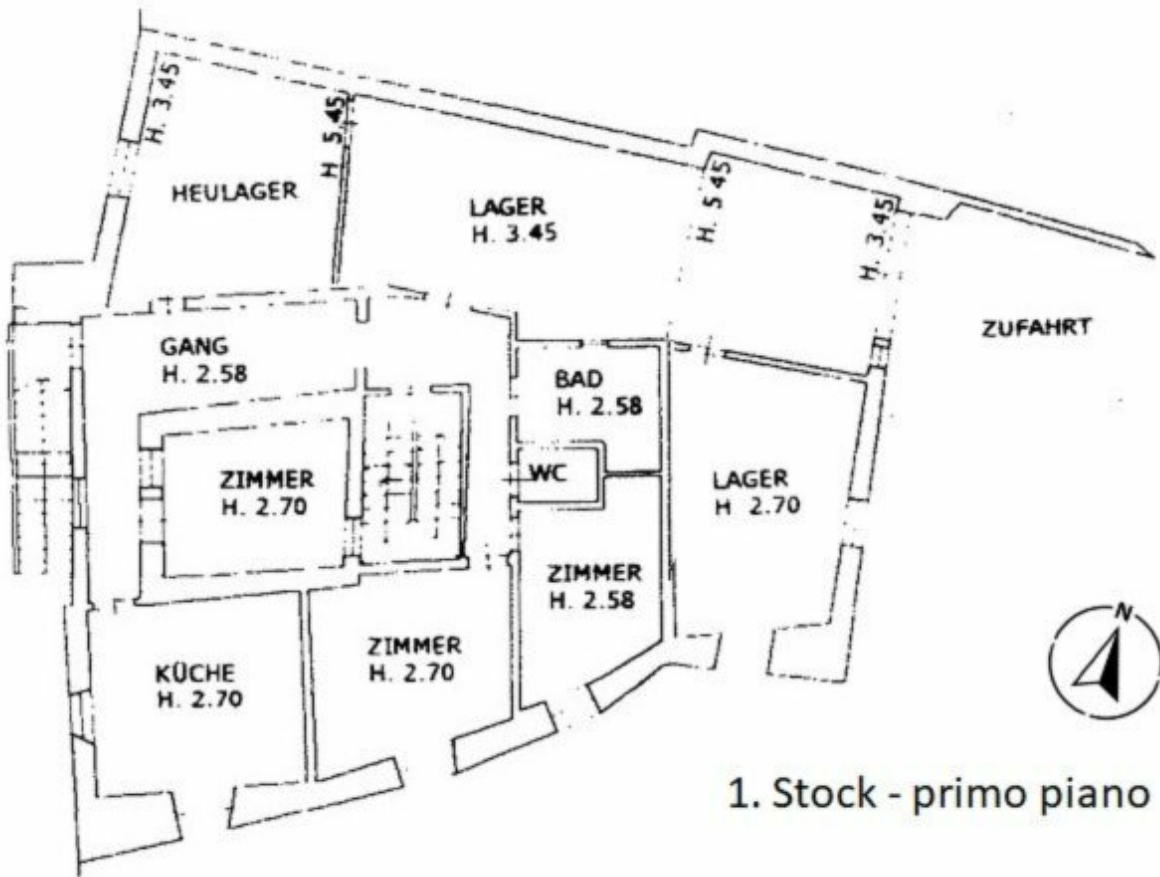 H. 3.45
H 5.45
HEULAGER
LAGER
H. 3.45
H. 5 45
H. 3.45
ZUFAHRT
GANG
H. 2.58
BAD
H. 2.58
ZIMMER
H. 2.70
WC
LAGER
H 2.70
ZIMMER
H. 2.58
N
ZIMMER
H. 2.70
KÜCHE
H. 2.70
1. Stock - primo piano